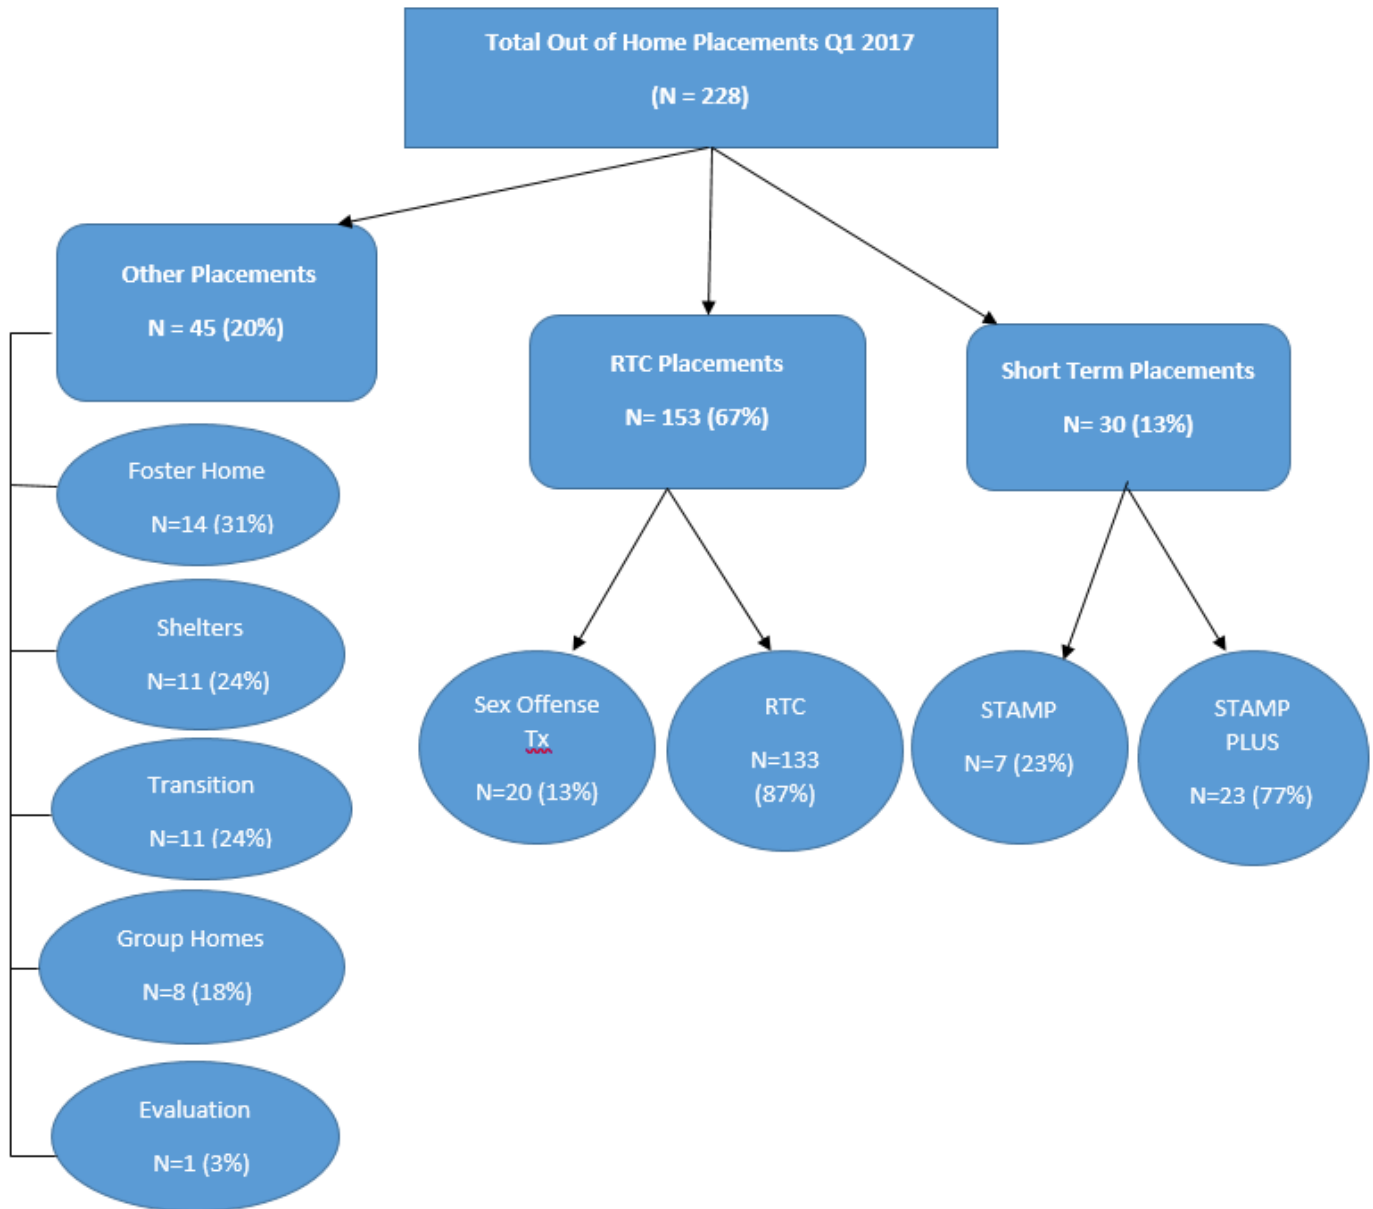 Total Out of Home Placements Q1 2017
(N = 228)
Other Placements
N = 45 (20%)
RTC Placements
N= 153 (67%)
Short Term Placements
N= 30 (13%)
Foster Home
N=14 (31%)
Shelters
N=11 (24%)
Transition
N=11 (24%)
Group Homes
N=8 (18%)
Evaluation
N=1 (3%)
Sex Offense
Tx
N=20 (13%)
RTC
N=133
(87%)
STAMP
N=7 (23%)
STAMP
PLUS
N=23 (77%)